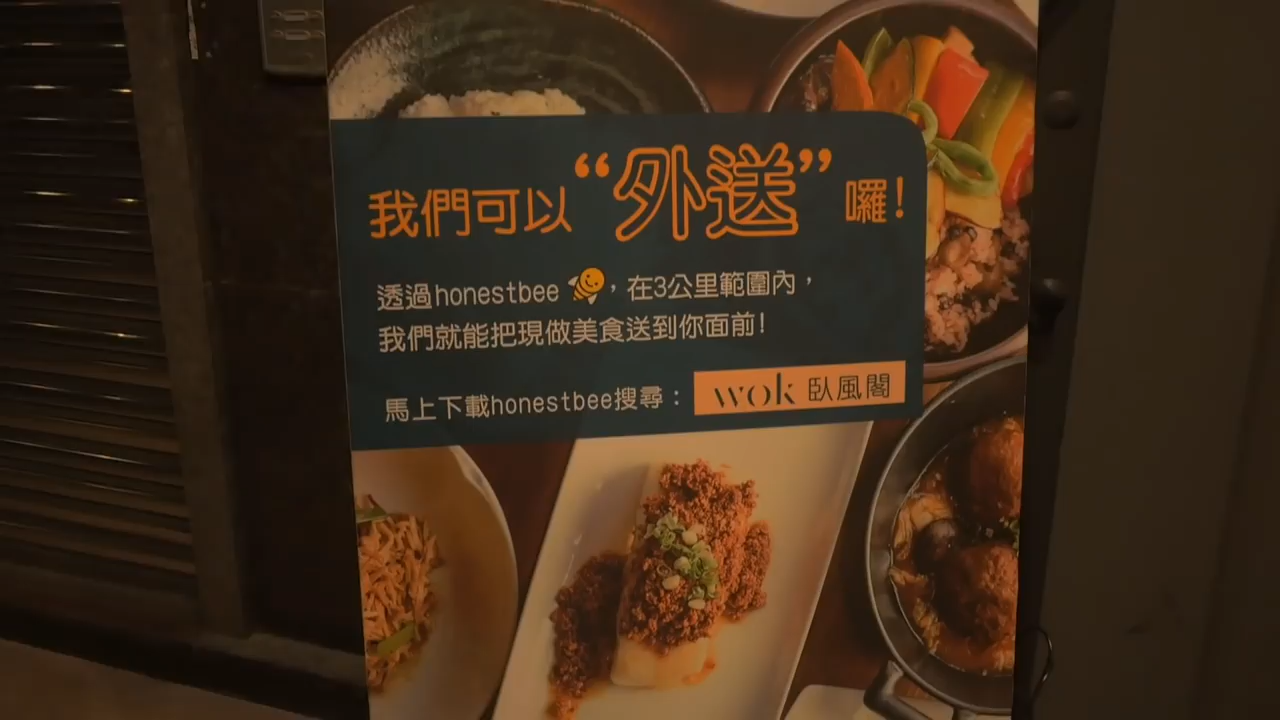 我們可以“外送”囉!
透過honestbee，在3公里範圍內，
我們就能把現做美食送到你面前!
馬上下載honestbee搜尋：wok 臥風閣